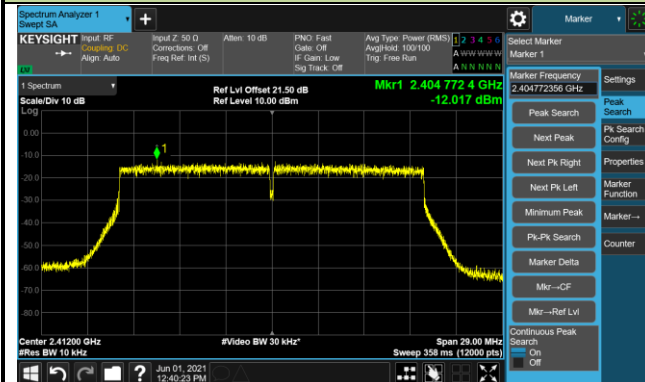 Spectrum Analyzer 1
Swept SA
+
Marker
KEYSIGHT
Input: RF
Coupling: DC
Align: Auto
Input Z: 50 Ω
Corrections: Off
Freq Ref: Int (S)
Atten: 10 dB
PNO: Fast
Gate: Off
IF Gain: Low
Sig Track: Off
Avg Type: Power (RMS)
Avg|Hold: 100/100
Trig: Free Run
1 2 3 4 5 6
A W W W W W
A N N N N N
LXI
Select Marker
Marker 1
1 Spectrum
Scale/Div 10 dB
Log
Ref Lvl Offset 21.50 dB
Ref Level 10.00 dBm
Mkr1 2.404 772 4 GHz
-12.017 dBm
Marker Frequency
2.404772356 GHz
Peak Search
Next Peak
Next Pk Right
Next Pk Left
Minimum Peak
Pk-Pk Search
Marker Delta
Mkr→CF
Mkr→Ref Lvl
Continuous Peak
Search
On
Off
Settings
Peak
Search
Pk Search
Config
Properties
Marker
Function
Marker→
Counter
1
0.00
-10.0
-20.0
-30.0
-40.0
-50.0
-60.0
-70.0
-80.0
Center 2.41200 GHz
#Res BW 10 kHz
#Video BW 30 kHz*
Span 29.00 MHz
Sweep 358 ms (12000 pts)
?
Jun 01, 2021
12:40:23 PM